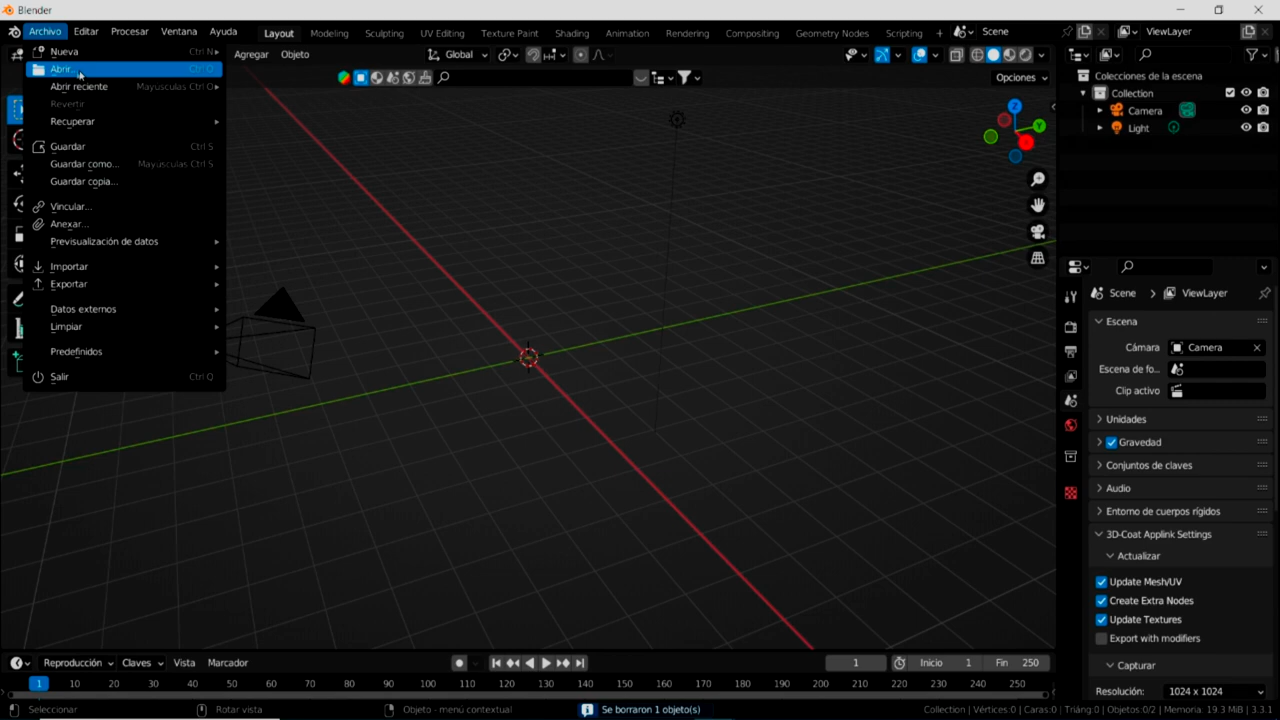 Blender
Archivo Editar Procesar Ventana Ayuda Layout Modeling Sculpting UV Editing Texture Paint Shading Animation Rendering Compositing Geometry Nodes Scripting + Scene ViewLayer
Agregar Objeto Global
Opciones
Nueva Ctrl N
Abrir... Ctrl O
Abrir reciente Mayúsculas Ctrl O
Revertir
Recuperar
Guardar Ctrl S
Guardar como... Mayúsculas Ctrl S
Guardar copia...
Vincular...
Anexar...
Previsualización de datos
Importar
Exportar
Datos externos
Limpiar
Predefinidos
Salir Ctrl Q
Z
Y
X
Colecciones de la escena
Collection
Camera
Light
Scene ViewLayer
Escena
Cámara Camera
Escena de fo...
Clip activo
Unidades
Gravedad
Conjuntos de claves
Audio
Entorno de cuerpos rígidos
3D-Coat Applink Settings
Actualizar
Update Mesh/UV
Create Extra Nodes
Update Textures
Export with modifiers
Capturar
Resolución: 1024 x 1024
Reproducción Claves Vista Marcador 1 Inicio 1 Fin 250
1 10 20 30 40 50 60 70 80 90 100 110 120 130 140 150 160 170 180 190 200 210 220 230 240 250
Seleccionar Rotar vista Objeto - menú contextual Se borraron 1 objeto(s) Collection | Vértices:0 | Caras:0 | Triáng.:0 | Objetos:0/2 | Memoria: 19.3 MiB | 3.3.1